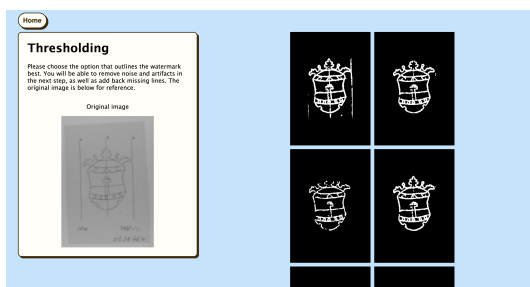 Home
Thresholding
Please choose the option that outlines the watermark
best. You will be able to remove noise and artifacts in
the next step, as well as add back missing lines. The
original image is below for reference.
Original image